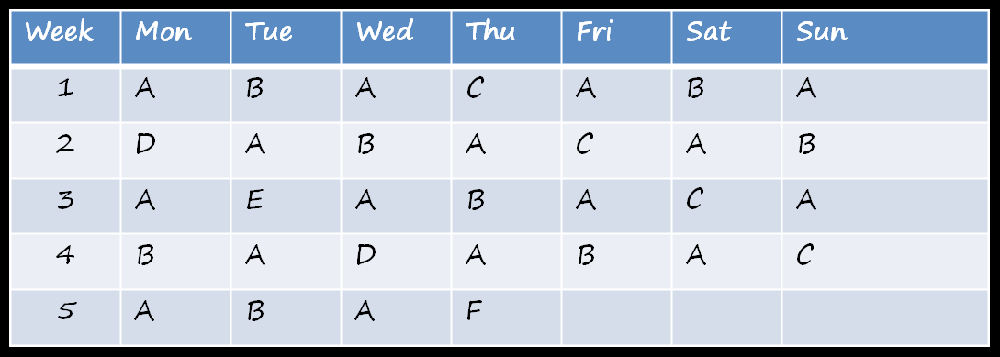 Week Mon Tue Wed Thu Fri Sat Sun
1 A B A C A B A
2 D A B A C A B
3 A E A B A C A
4 B A D A B A C
5 A B A F